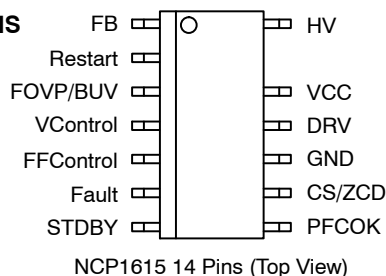 NS
FB HV
Restart
FOVP/BUV VCC
VControl DRV
FFControl GND
Fault CS/ZCD
STDBY PFCOK
NCP1615 14 Pins (Top View)